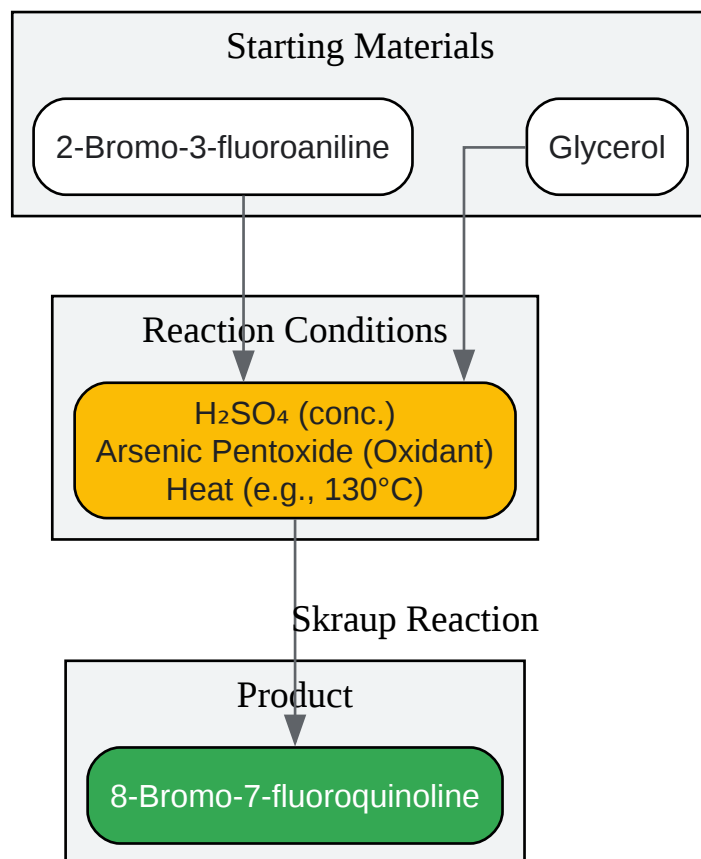 Starting Materials
2-Bromo-3-fluoroaniline
Glycerol
Reaction Conditions
H₂SO₄ (conc.)
Arsenic Pentoxide (Oxidant)
Heat (e.g., 130°C)
Skraup Reaction
Product
8-Bromo-7-fluoroquinoline